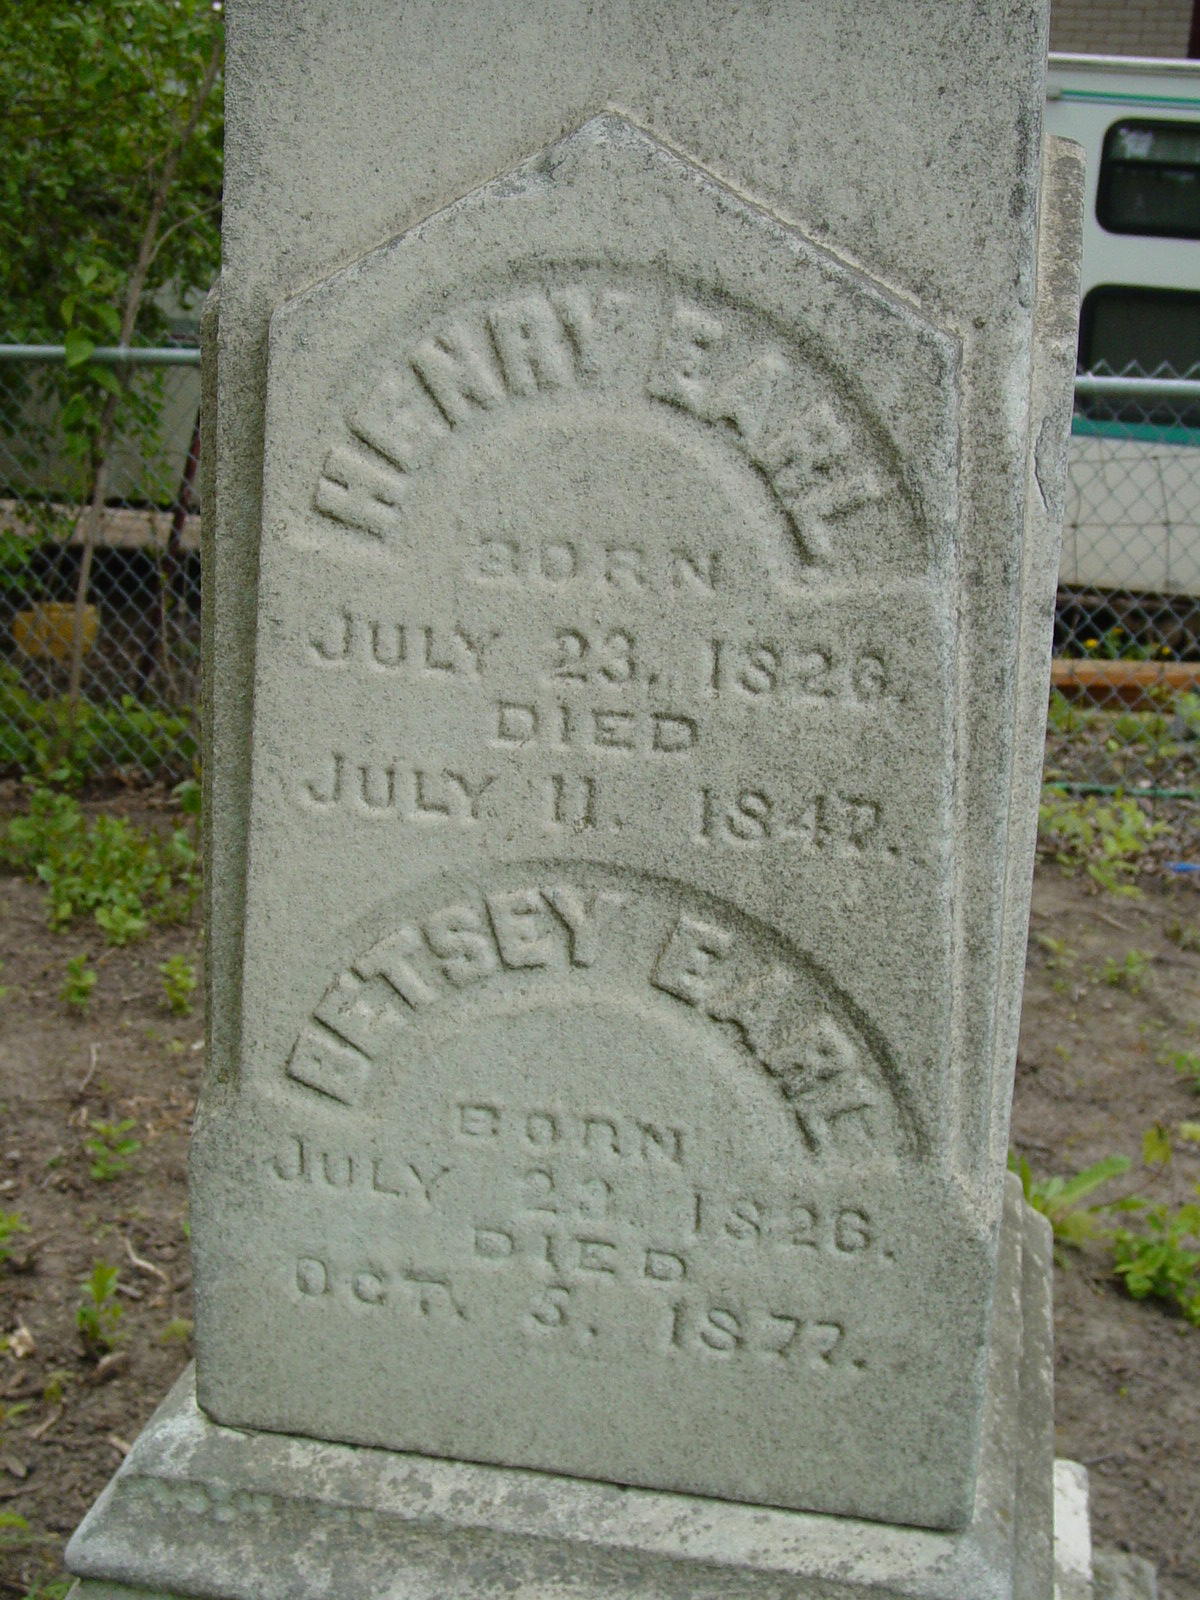 HENRY EARL
BORN
JULY 23. 1826.
DIED
JULY 11. 1847.
BETSEY EARL
BORN
JULY 23. 1826.
DIED
OCT. 5. 1877.